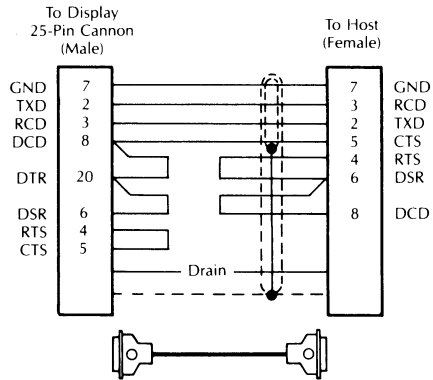 To Display
25-Pin Cannon
(Male)
To Host
(Female)
GND 7 7 GND
TXD 2 3 RCD
RCD 3 2 TXD
DCD 8 5 CTS
4 RTS
DTR 20 6 DSR
DSR 6 8 DCD
RTS 4
CTS 5
Drain